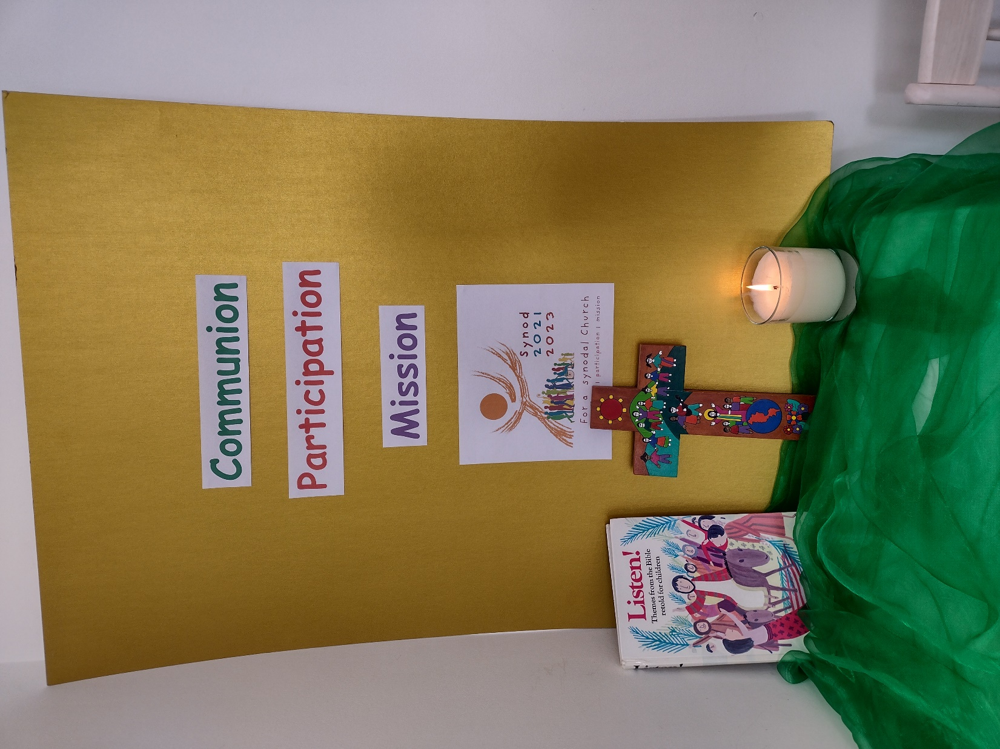 Communion
Participation
Mission
Synod
2021
2023
For a synodal Church
| participation | mission
Listen!
Themes from the Bible
retold for children
Listen!